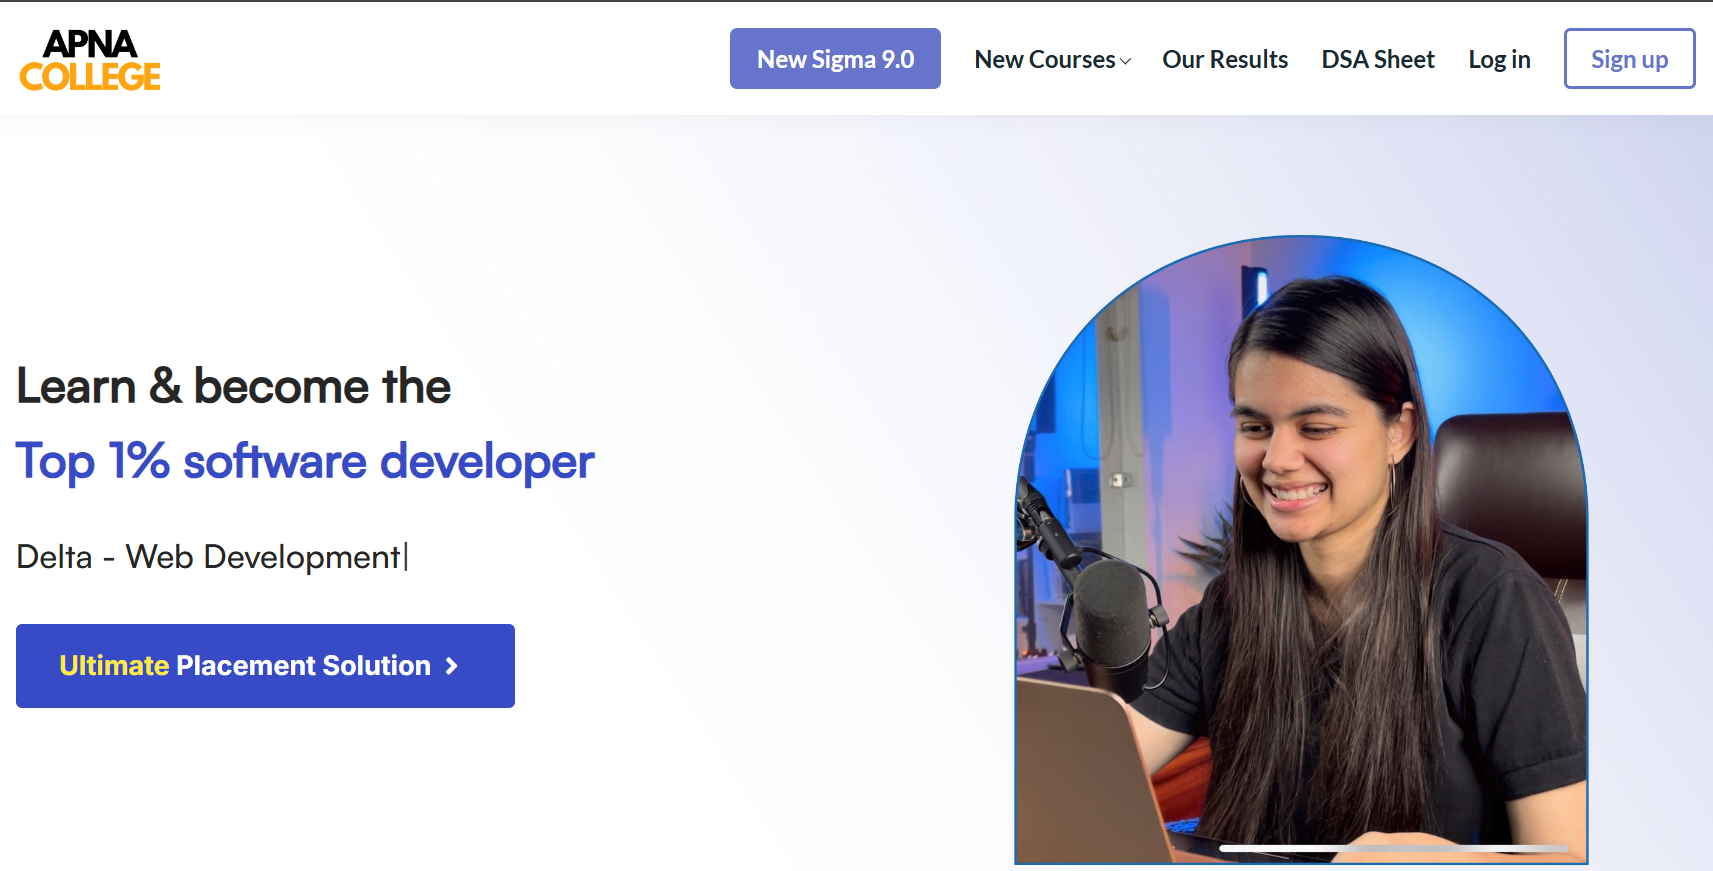 APNA
COLLEGE
New Sigma 9.0
New Courses
Our Results
DSA Sheet
Log in
Sign up
Learn & become the
Top 1% software developer
Delta - Web Development|
Ultimate Placement Solution